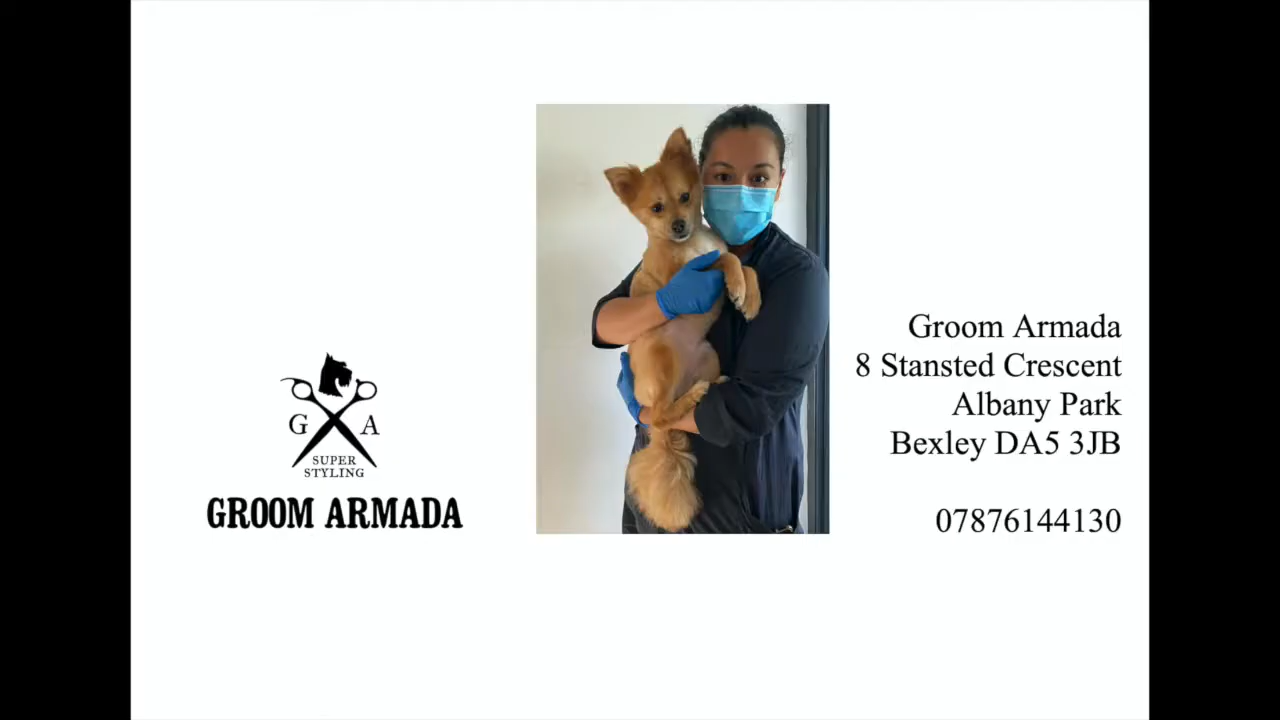 G A
SUPER
STYLING
GROOM ARMADA
Groom Armada
8 Stansted Crescent
Albany Park
Bexley DA5 3JB
07876144130